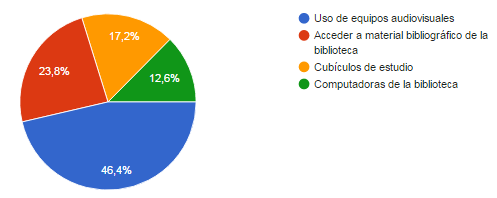 17,2%
23,8%
12,6%
46,4%
Uso de equipos audiovisuales
Acceder a material bibliográfico de la
biblioteca
Cubículos de estudio
Computadoras de la biblioteca